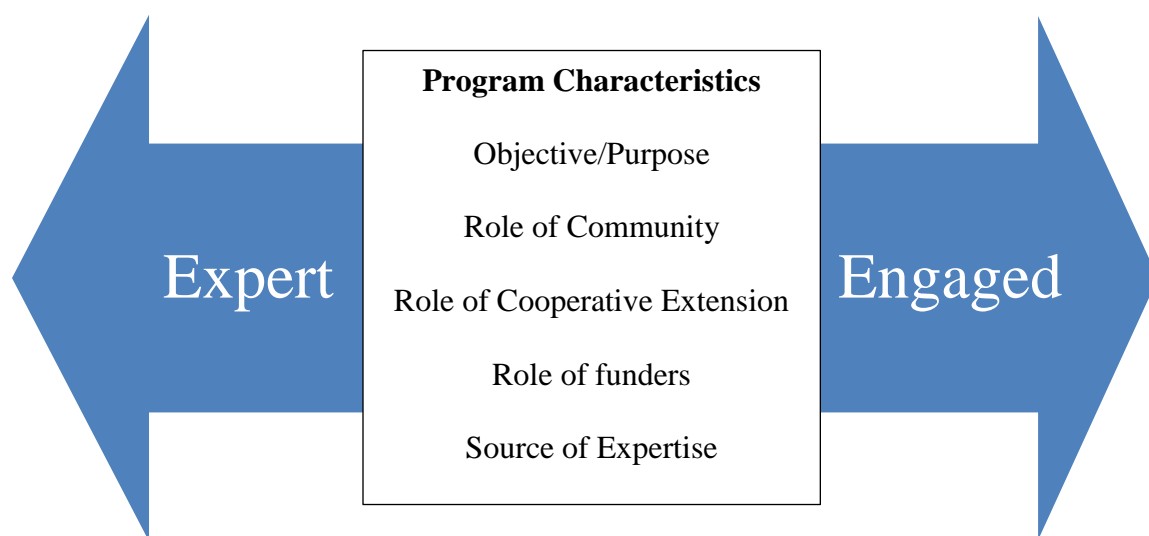 Program Characteristics
Objective/Purpose
Role of Community
Role of Cooperative Extension
Role of funders
Source of Expertise
Expert
Engaged